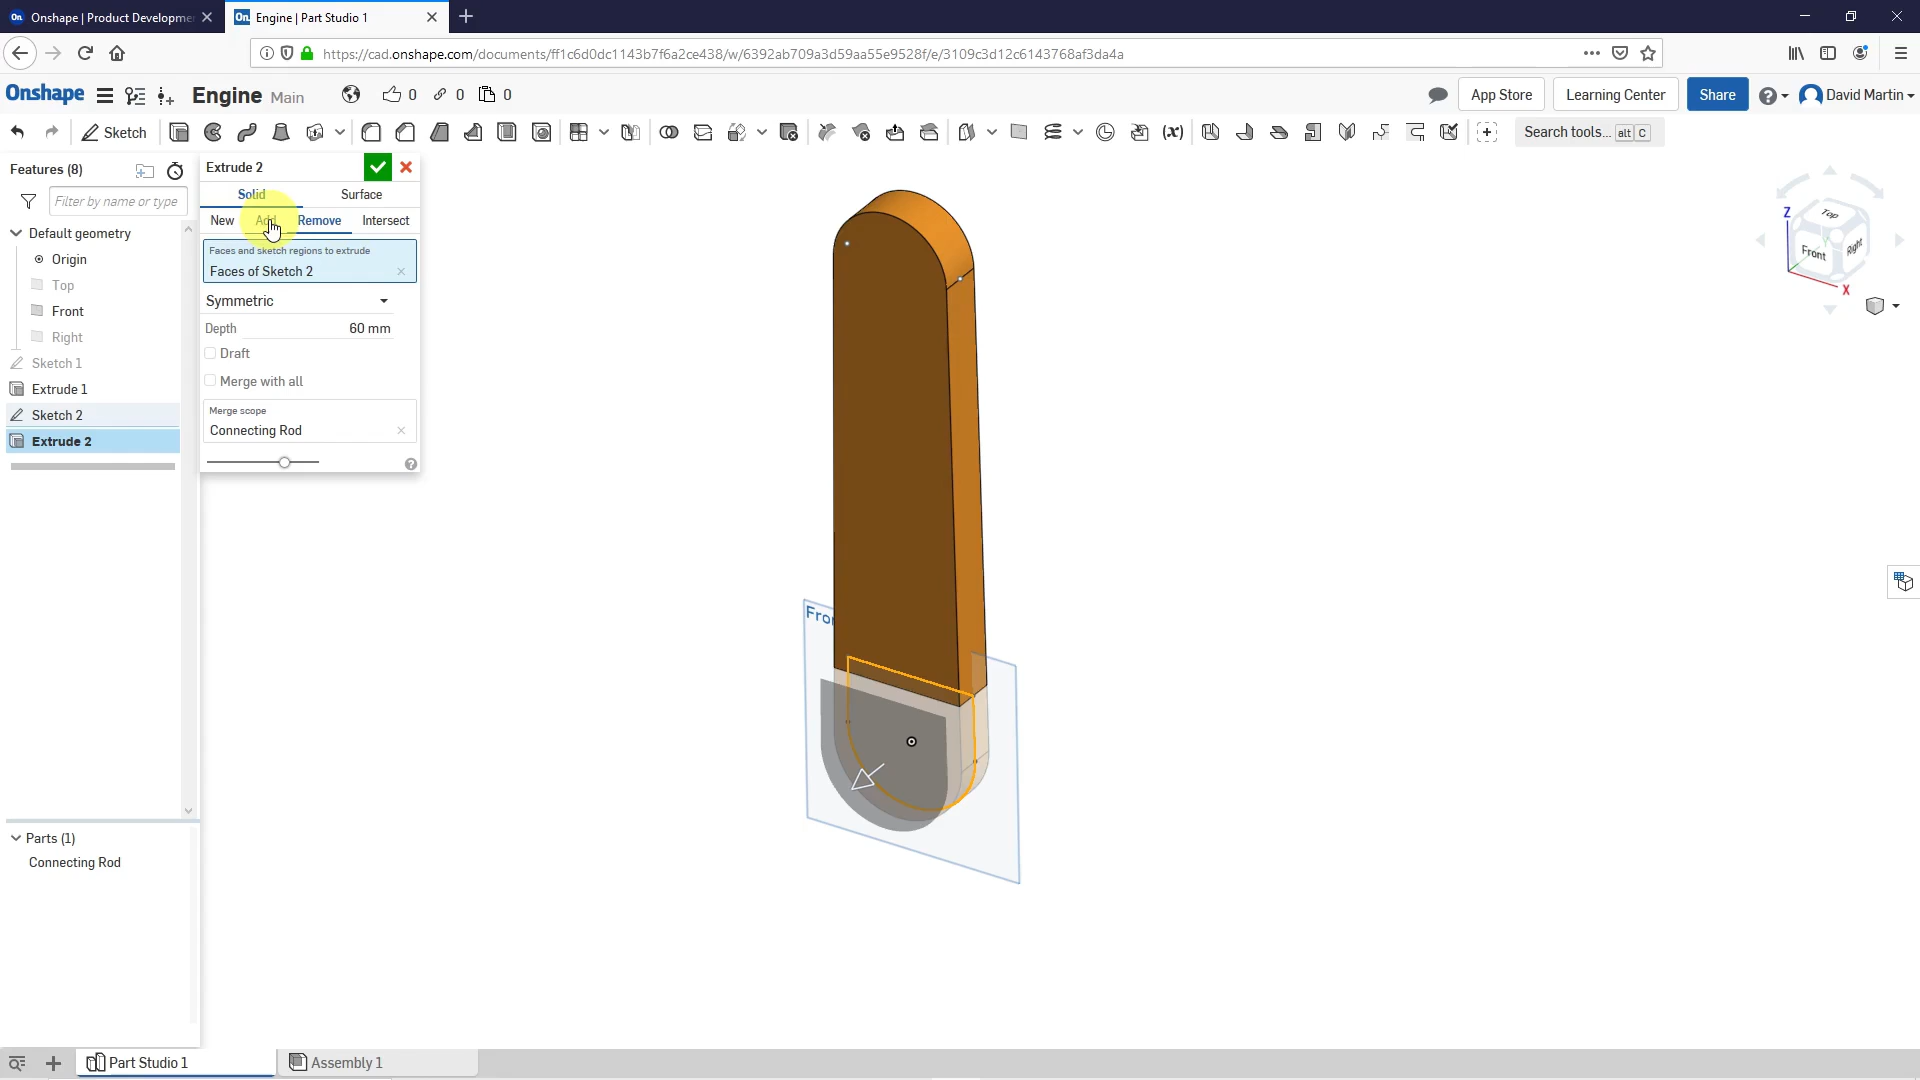 Onshape | Product Developme
Engine | Part Studio 1
https://cad.onshape.com/documents/ff1c6d0dc1143b7f6a2ce438/w/6392ab709a3d59aa55e9528f/e/3109c3d12c6143768af3da4a
Onshape Engine Main 0 0 0 App Store Learning Center Share David Martin
Sketch Search tools... alt C
Features (8)
Filter by name or type
Default geometry
Origin
Top
Front
Right
Sketch 1
Extrude 1
Sketch 2
Extrude 2
Parts (1)
Connecting Rod
Extrude 2
Solid Surface
New Add Remove Intersect
Faces and sketch regions to extrude
Faces of Sketch 2
Symmetric
Depth 60 mm
Draft
Merge with all
Merge scope
Connecting Rod
Fro
Top
Front
Right
Z
Y
X
Part Studio 1
Assembly 1